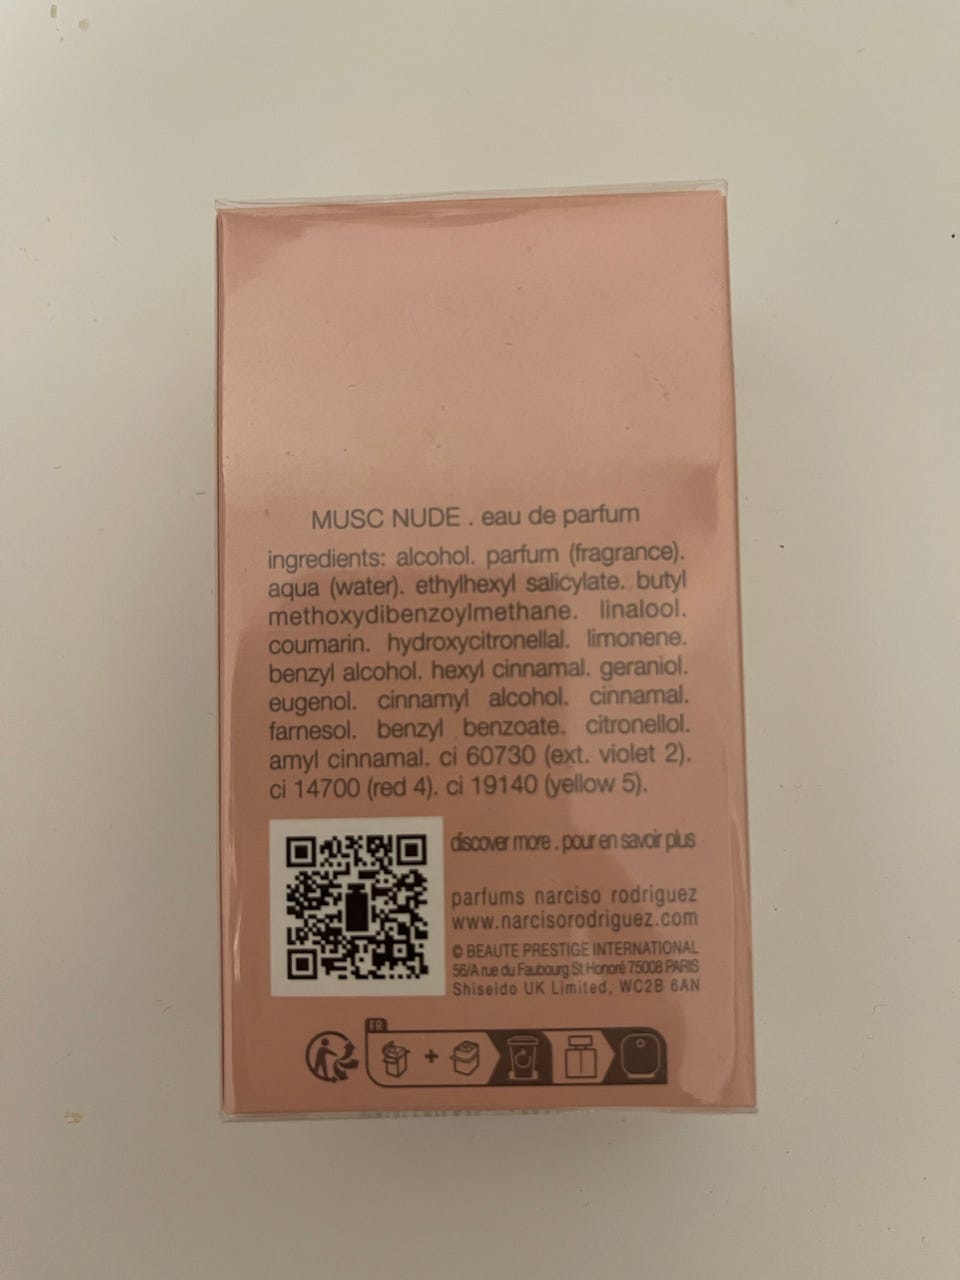 MUSC NUDE . eau de parfum
ingredients: alcohol. parfum (fragrance).
aqua (water). ethylhexyl salicylate. butyl
methoxydibenzoylmethane. linalool.
coumarin. hydroxycitronellal. limonene.
benzyl alcohol. hexyl cinnamal. geraniol.
eugenol. cinnamyl alcohol. cinnamal.
farnesol. benzyl benzoate. citronellol.
amyl cinnamal. ci 60730 (ext. violet 2).
ci 14700 (red 4). ci 19140 (yellow 5).
discover more . pour en savoir plus
parfums narciso rodriguez
www.narcisorodriguez.com
© BEAUTE PRESTIGE INTERNATIONAL
56/A rue du Faubourg St Honoré 75008 PARIS
Shiseido UK Limited, WC2B 6AN
FR
+